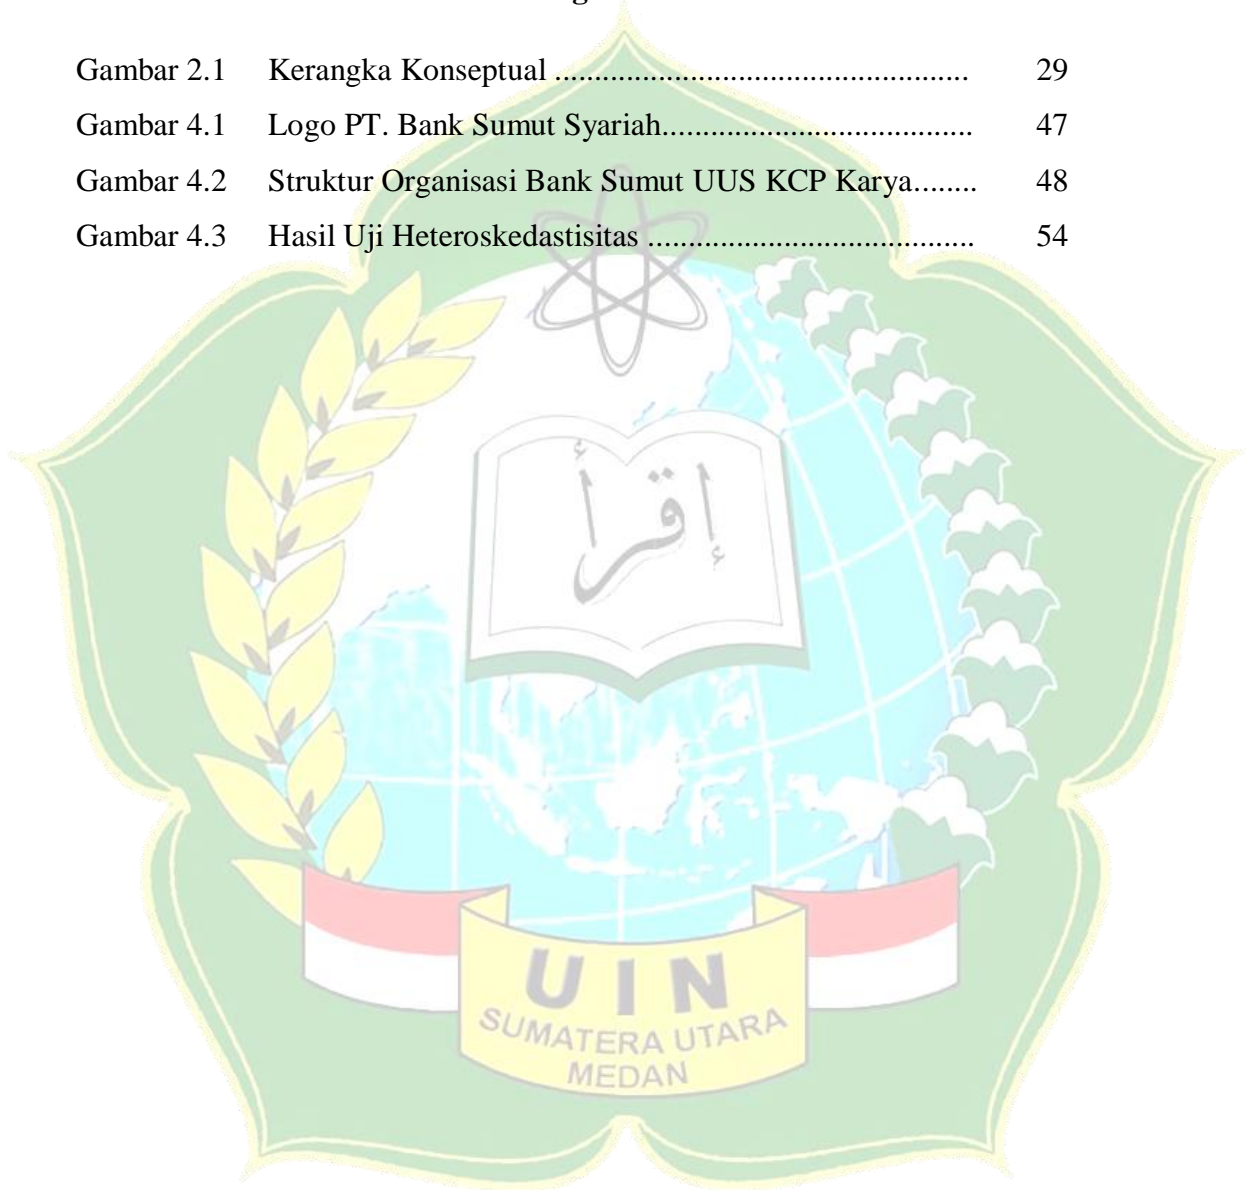 Gambar 2.1 Kerangka Konseptual ................................................... 29
Gambar 4.1 Logo PT. Bank Sumut Syariah...................................... 47
Gambar 4.2 Struktur Organisasi Bank Sumut UUS KCP Karya........ 48
Gambar 4.3 Hasil Uji Heteroskedastisitas ........................................ 54
إقرأ
UIN
SUMATERA UTARA
MEDAN